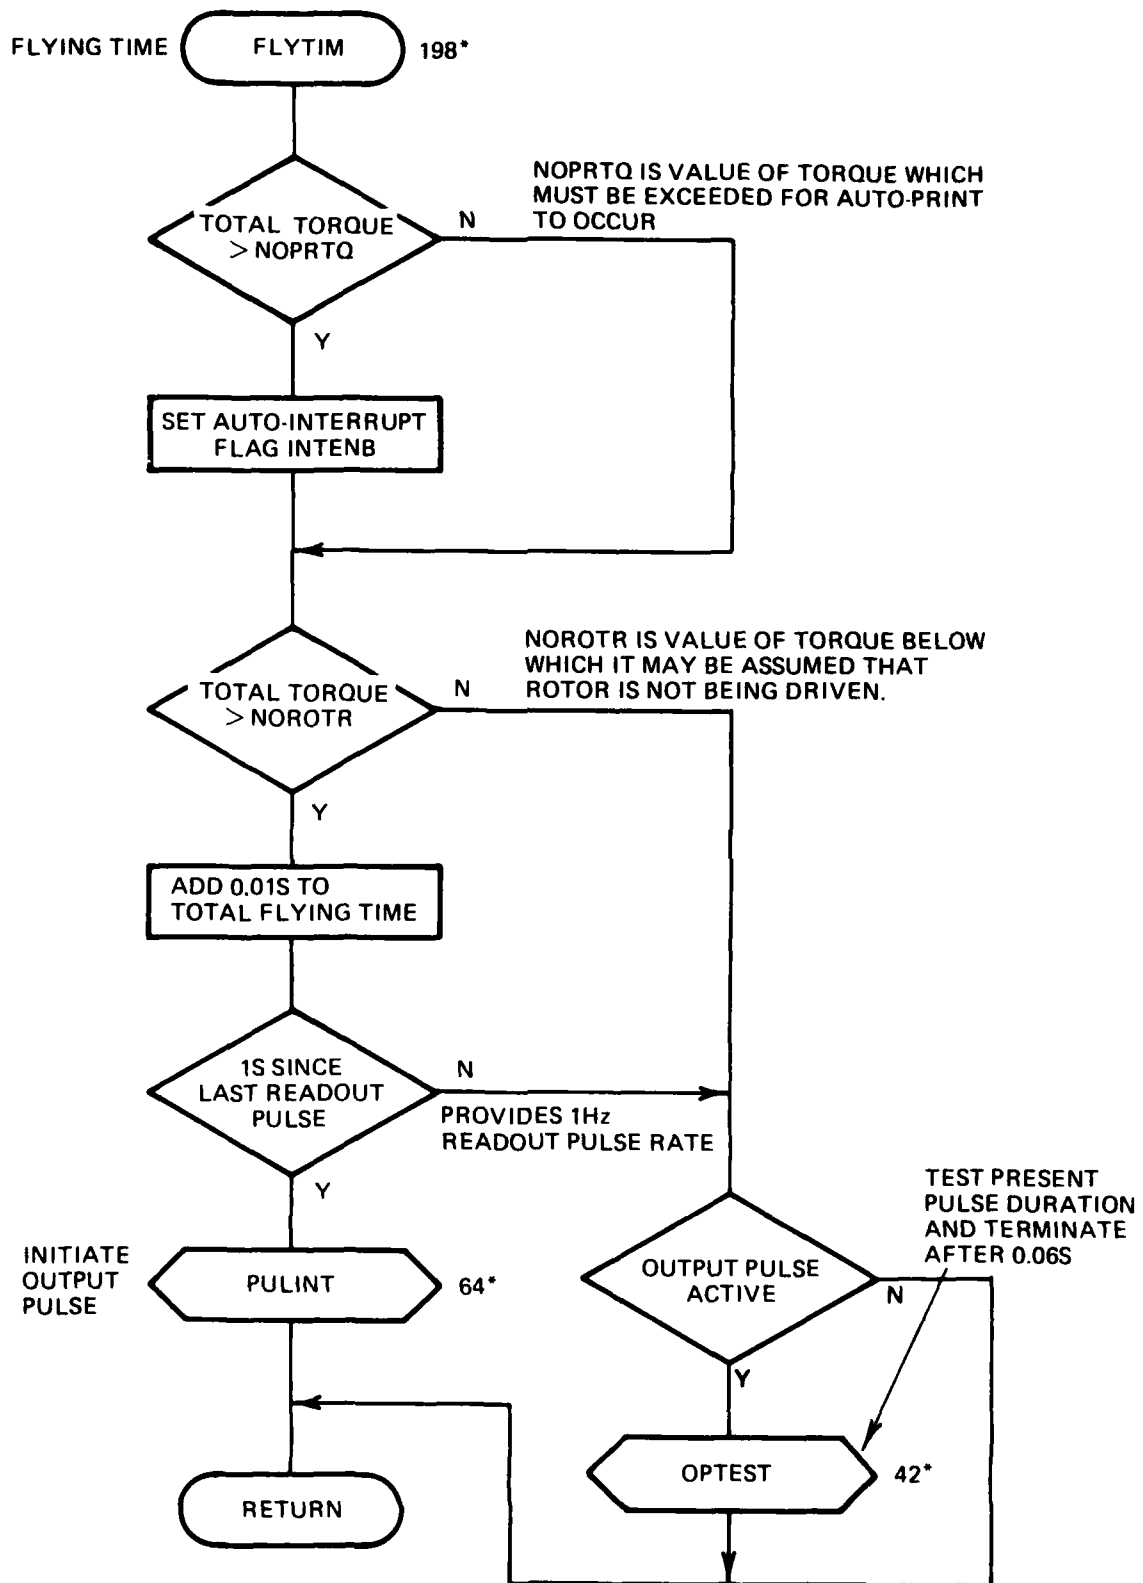 FLYING TIME
FLYTIM
198*
TOTAL TORQUE
> NOPRTQ
N
NOPRTQ IS VALUE OF TORQUE WHICH
MUST BE EXCEEDED FOR AUTO-PRINT
TO OCCUR
Y
SET AUTO-INTERRUPT
FLAG INTENB
TOTAL TORQUE
> NOROTR
N
NOROTR IS VALUE OF TORQUE BELOW
WHICH IT MAY BE ASSUMED THAT
ROTOR IS NOT BEING DRIVEN.
Y
ADD 0.01S TO
TOTAL FLYING TIME
1S SINCE
LAST READOUT
PULSE
N
PROVIDES 1Hz
READOUT PULSE RATE
Y
INITIATE
OUTPUT
PULSE
PULINT
64*
OUTPUT PULSE
ACTIVE
N
TEST PRESENT
PULSE DURATION
AND TERMINATE
AFTER 0.06S
Y
OPTEST
42*
RETURN